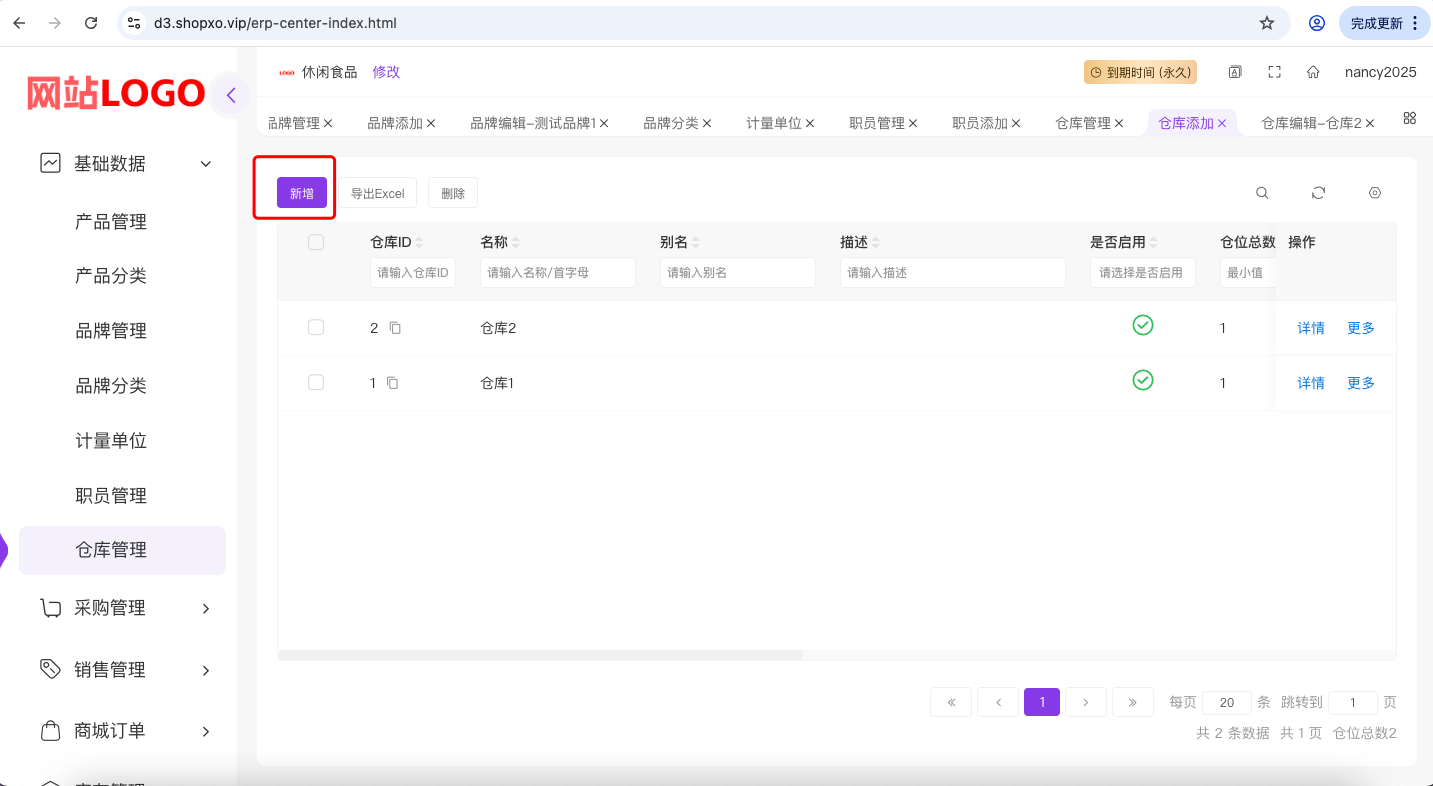 d3.shopxo.vip/erp-center-index.html
完成更新
网站LOGO
LOGO 休闲食品 修改
到期时间 (永久)
nancy2025
品牌管理 品牌添加 品牌编辑-测试品牌1 品牌分类 计量单位 职员管理 职员添加 仓库管理 仓库添加 仓库编辑-仓库2
基础数据
产品管理
产品分类
品牌管理
品牌分类
计量单位
职员管理
仓库管理
采购管理
销售管理
商城订单
新增 导出Excel 删除
仓库ID 名称 别名 描述 是否启用 仓位总数 操作
请输入仓库ID 请输入名称/首字母 请输入别名 请输入描述 请选择是否启用 最小值
2 仓库2 1 详情 更多
1 仓库1 1 详情 更多
« ‹ 1 › » 每页 20 条 跳转到 1 页
共 2 条数据 共 1 页 仓位总数2